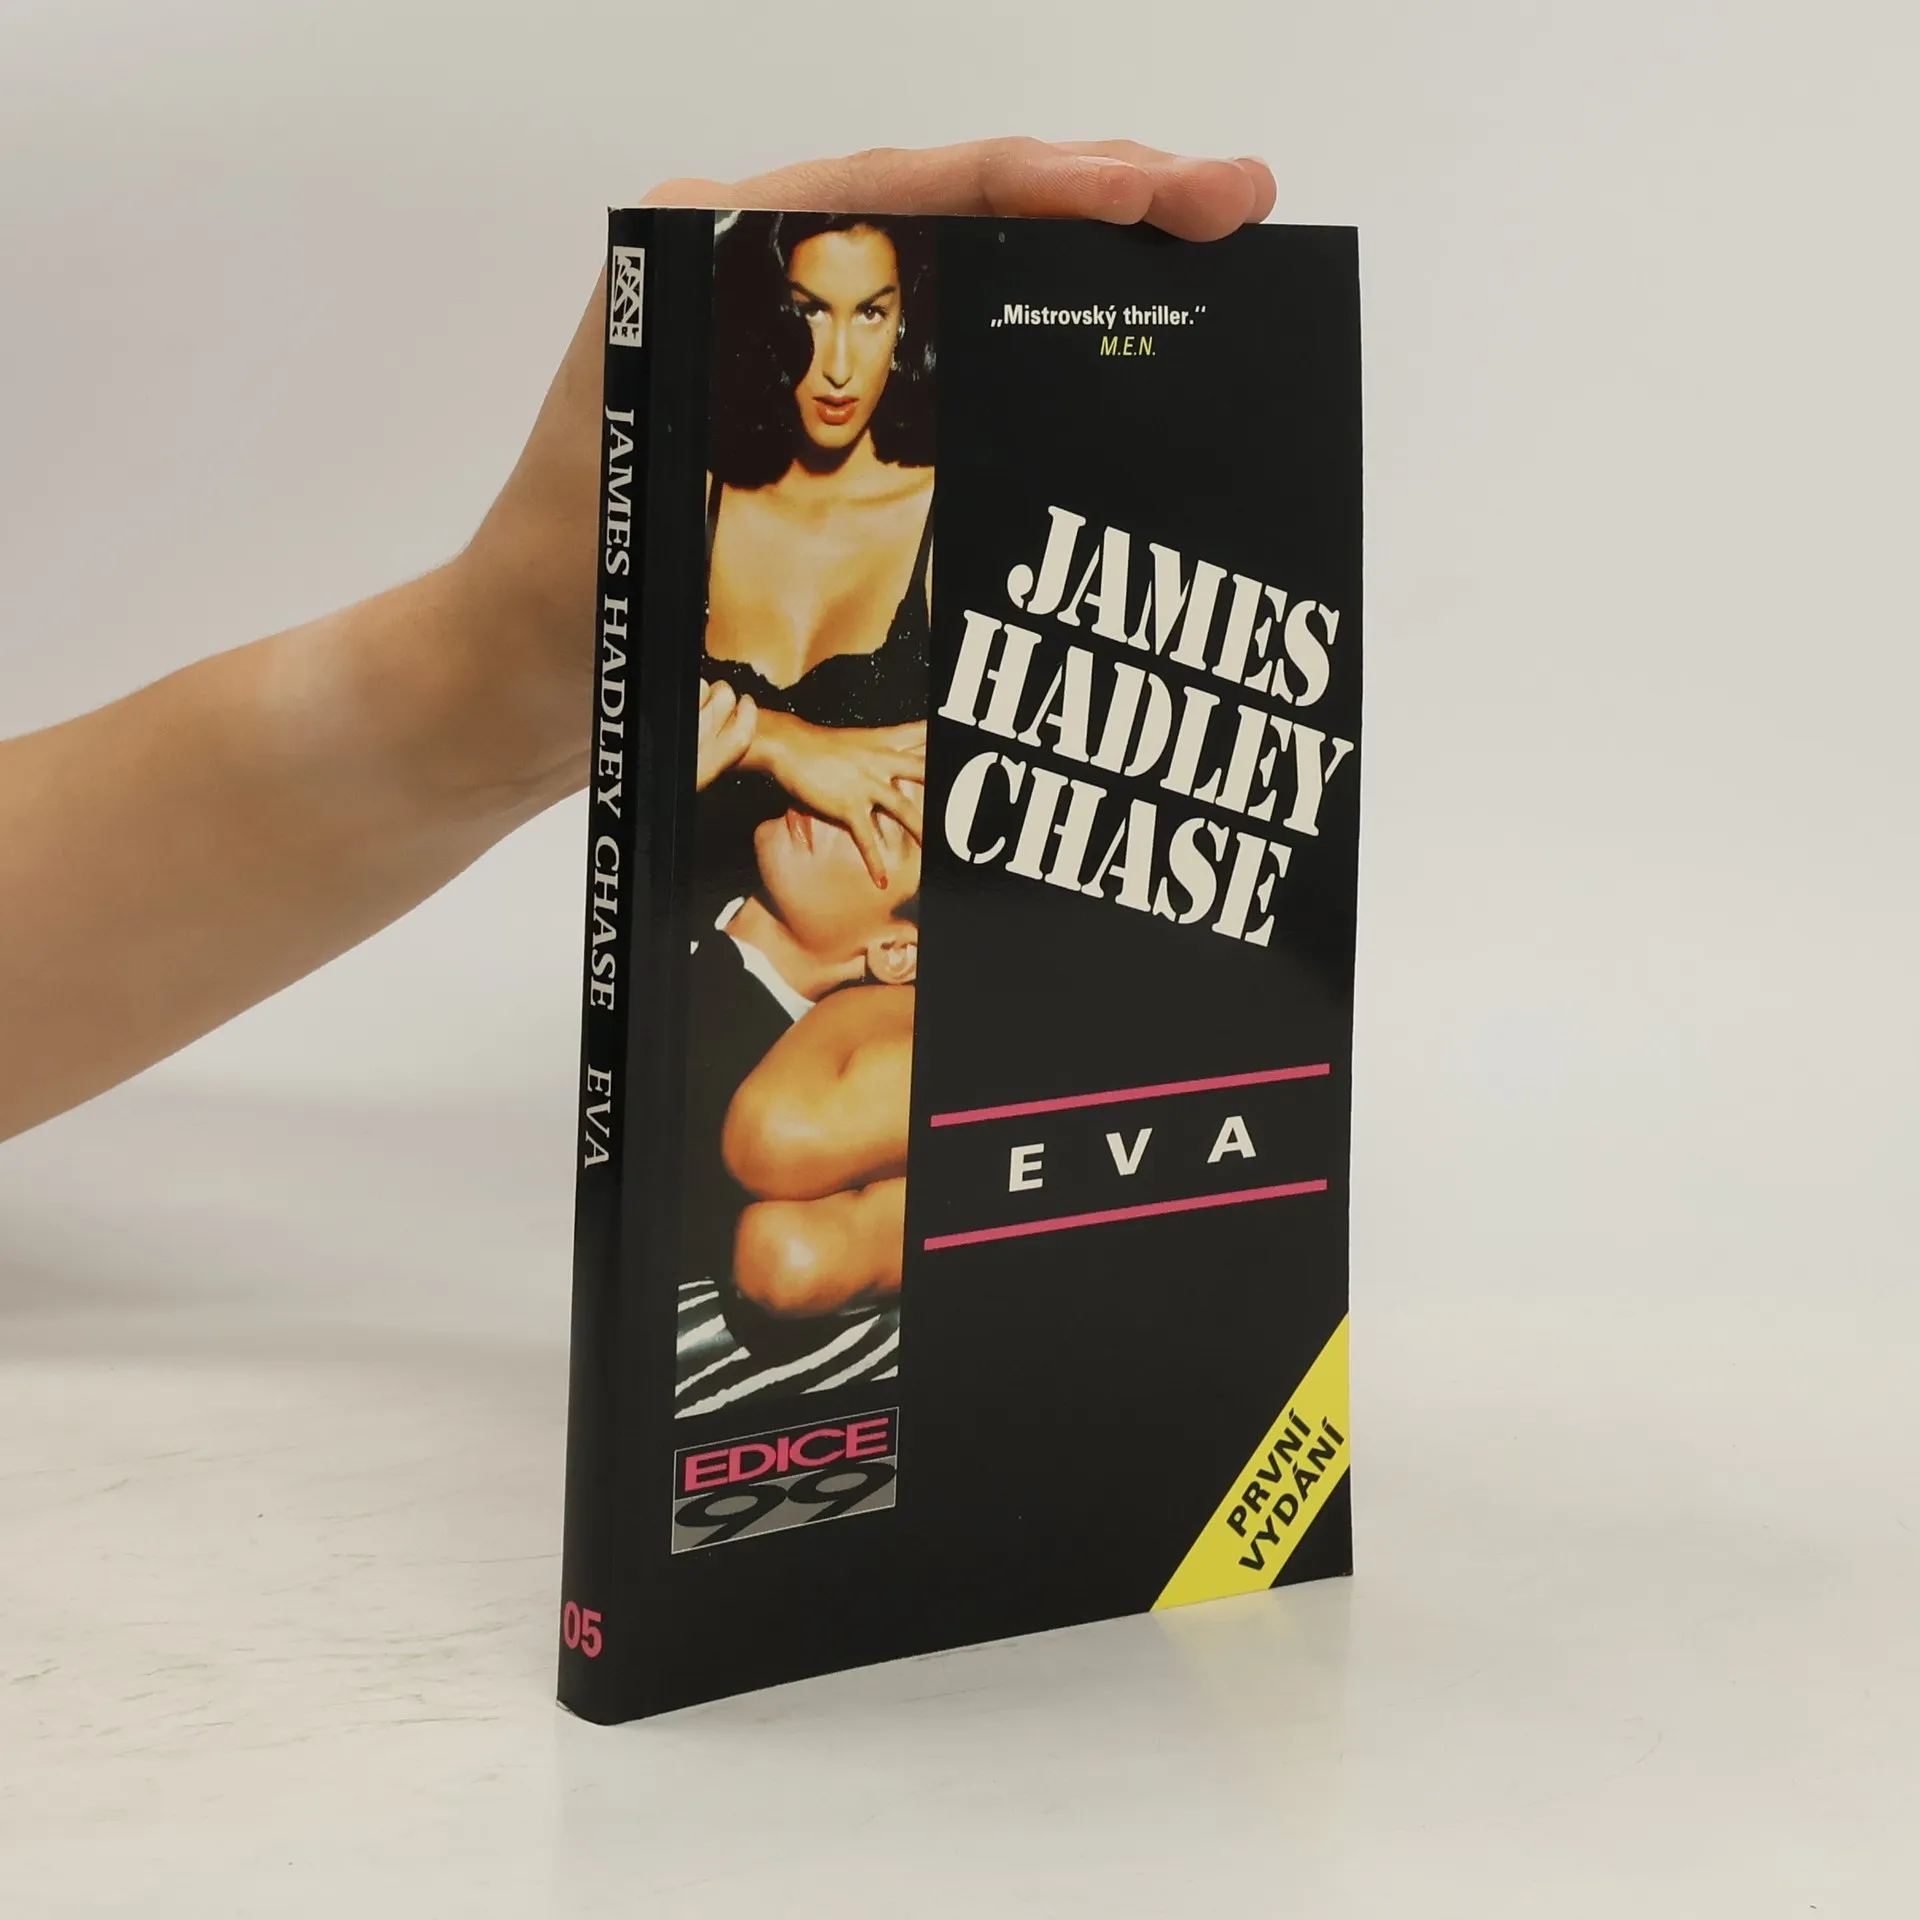 ART
JAMES HADLEY CHASE EVA
05
„Mistrovský thriller.“
M.E.N.
JAMES
HADLEY
CHASE
EVA
EDICE
99
PRVNÍ
VYDÁNÍ